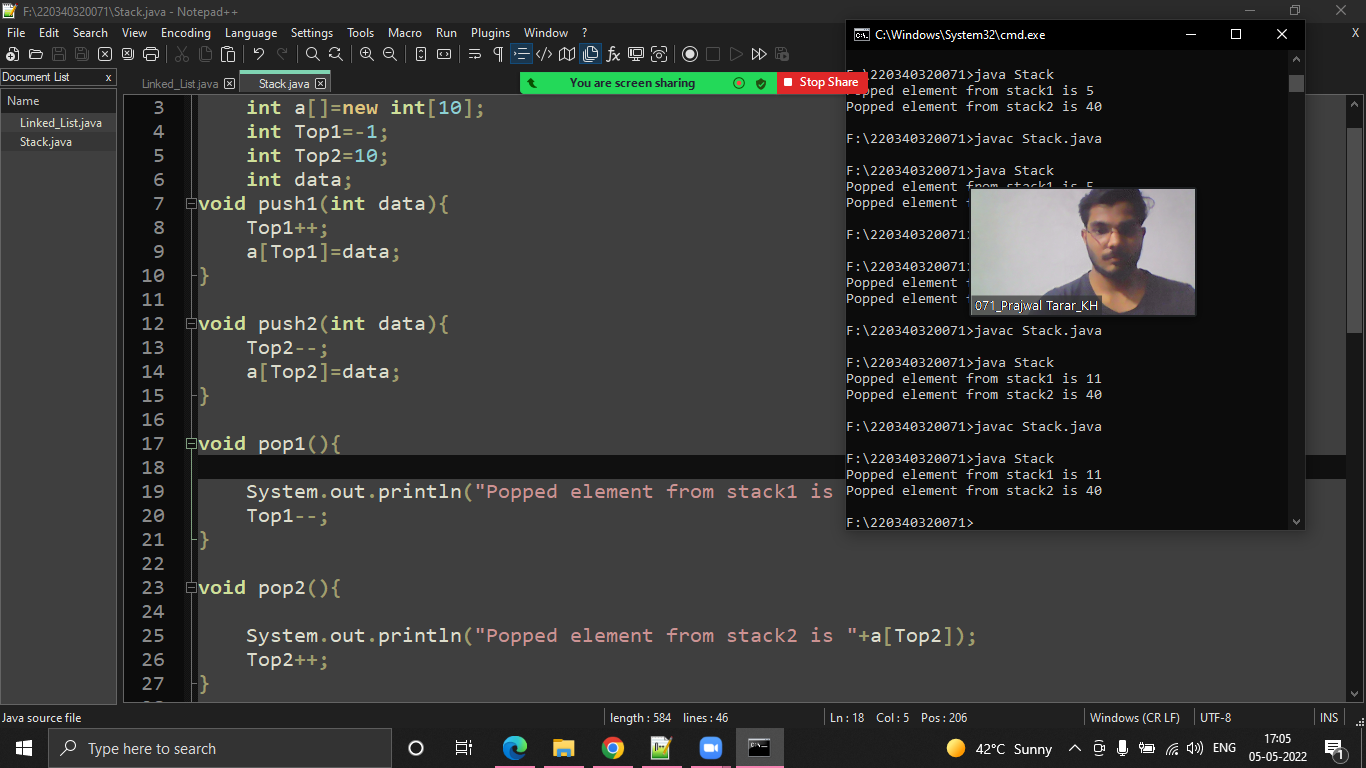 F:\220340320071\Stack.java - Notepad++
File Edit Search View Encoding Language Settings Tools Macro Run Plugins Window ?
X
Document List x
Name
Linked_List.java
Stack.java
Linked_List.java Stack.java
You are screen sharing Stop Share
3 int a[]=new int[10];
4 int Top1=-1;
5 int Top2=10;
6 int data;
7 void push1(int data){
8 Top1++;
9 a[Top1]=data;
10 }
11
12 void push2(int data){
13 Top2--;
14 a[Top2]=data;
15 }
16
17 void pop1(){
18
19 System.out.println("Popped element from stack1 is
20 Top1--;
21 }
22
23 void pop2(){
24
25 System.out.println("Popped element from stack2 is "+a[Top2]);
26 Top2++;
27 }
C:\Windows\System32\cmd.exe
F:\220340320071>java Stack
Popped element from stack1 is 5
Popped element from stack2 is 40
F:\220340320071>javac Stack.java
F:\220340320071>java Stack
Popped element from stack1 is 5
Popped element
F:\220340320071>
F:\220340320071>
Popped element
Popped element
071_Prajwal Tarar_KH
F:\220340320071>javac Stack.java
F:\220340320071>java Stack
Popped element from stack1 is 11
Popped element from stack2 is 40
F:\220340320071>javac Stack.java
F:\220340320071>java Stack
Popped element from stack1 is 11
Popped element from stack2 is 40
F:\220340320071>
Java source file length : 584 lines : 46 Ln : 18 Col : 5 Pos : 206 Windows (CR LF) UTF-8 INS
Type here to search
42°C Sunny ENG
17:05
05-05-2022
1